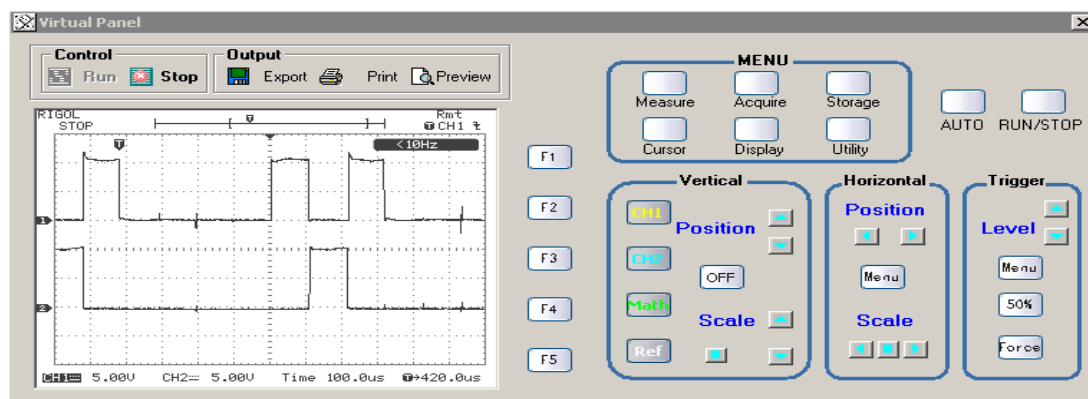 Virtual Panel
Control
Run Stop
Output
Export Print Preview
RIGOL
STOP
Rmt
T CH1
<10Hz
1
2
CH1 5.00V CH2 5.00V Time 100.0us T→420.0us
F1
F2
F3
F4
F5
MENU
Measure Acquire Storage
Cursor Display Utility
AUTO RUN/STOP
Vertical
CH1
CH2
Math
Ref
Position
OFF
Scale
Horizontal
Position
Menu
Scale
Trigger
Level
Menu
50%
Force